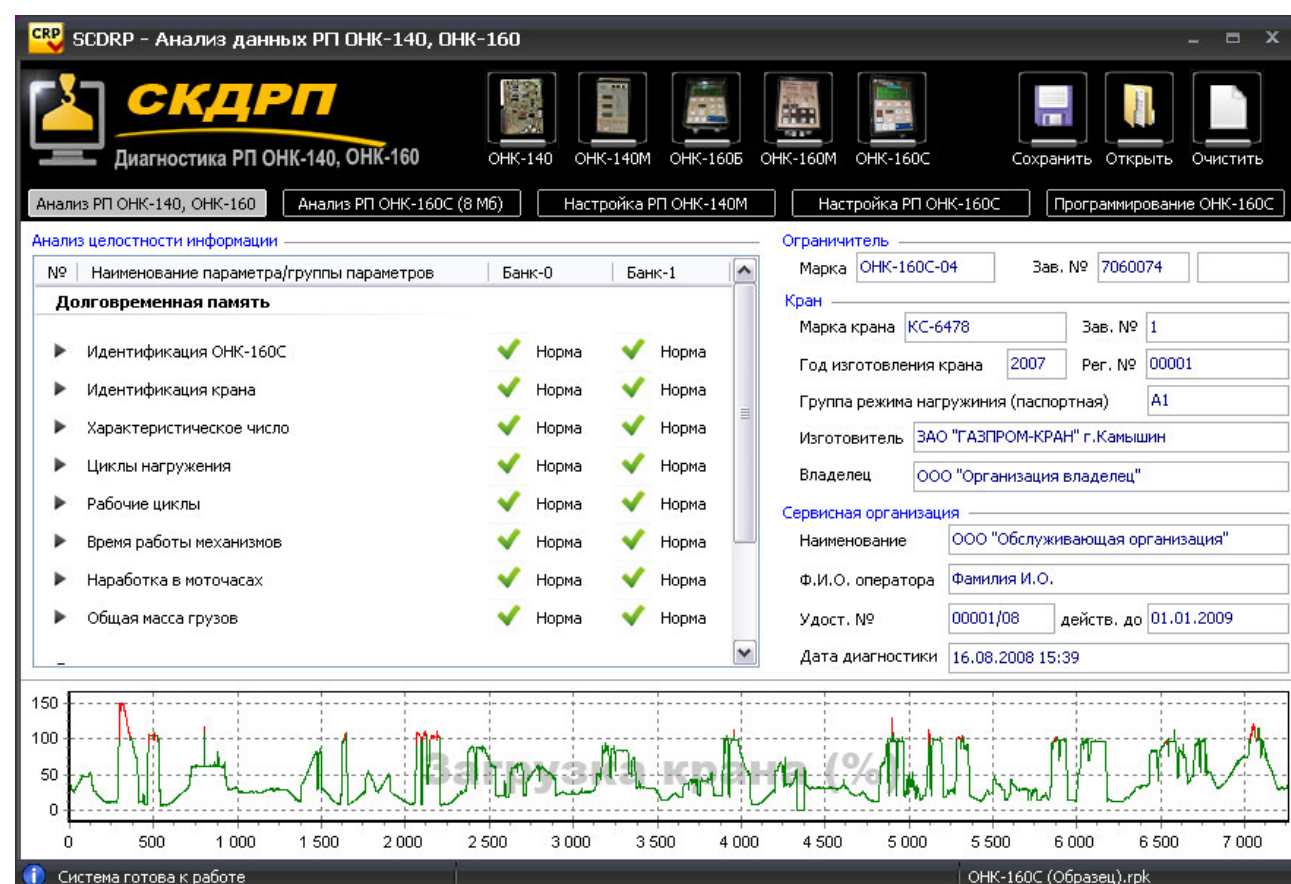 CRP SCDRP - Анализ данных РП ОНК-140, ОНК-160
СКДРП
Диагностика РП ОНК-140, ОНК-160
ОНК-140 ОНК-140М ОНК-160Б ОНК-160М ОНК-160С Сохранить Открыть Очистить
Анализ РП ОНК-140, ОНК-160 Анализ РП ОНК-160С (8 Мб) Настройка РП ОНК-140М Настройка РП ОНК-160С Программирование ОНК-160С
Анализ целостности информации
№ Наименование параметра/группы параметров Банк-0 Банк-1
Долговременная память
Идентификация ОНК-160С Норма Норма
Идентификация крана Норма Норма
Характеристическое число Норма Норма
Циклы нагружения Норма Норма
Рабочие циклы Норма Норма
Время работы механизмов Норма Норма
Наработка в моточасах Норма Норма
Общая масса грузов Норма Норма
Ограничитель
Марка ОНК-160С-04 Зав. № 7060074
Кран
Марка крана КС-6478 Зав. № 1
Год изготовления крана 2007 Рег. № 00001
Группа режима нагружиния (паспортная) А1
Изготовитель ЗАО "ГАЗПРОМ-КРАН" г.Камышин
Владелец ООО "Организация владелец"
Сервисная организация
Наименование ООО "Обслуживающая организация"
Ф.И.О. оператора Фамилия И.О.
Удост. № 00001/08 действ. до 01.01.2009
Дата диагностики 16.08.2008 15:39
150
100
50
0
Загрузка крана (%)
0 500 1 000 1 500 2 000 2 500 3 000 3 500 4 000 4 500 5 000 5 500 6 000 6 500 7 000
Система готова к работе ОНК-160С (Образец).rpk